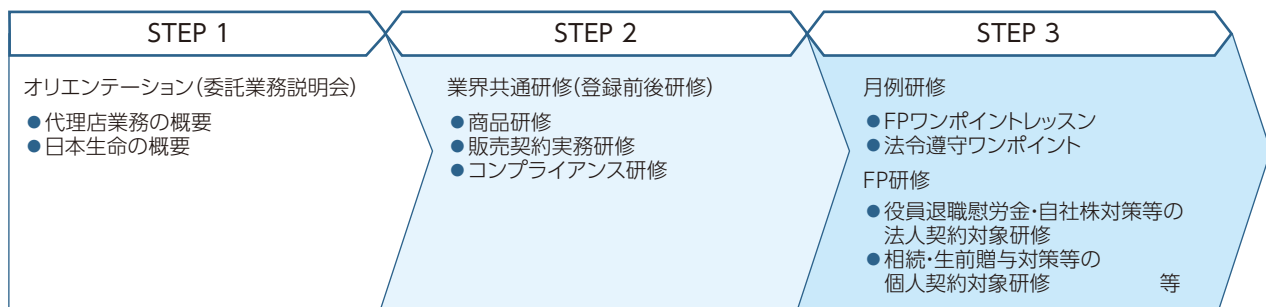 STEP 1
オリエンテーション(委託業務説明会)
●代理店業務の概要
●日本生命の概要
STEP 2
業界共通研修(登録前後研修)
●商品研修
●販売契約実務研修
●コンプライアンス研修
STEP 3
月例研修
●FPワンポイントレッスン
●法令遵守ワンポイント
FP研修
●役員退職慰労金・自社株対策等の
法人契約対象研修
●相続・生前贈与対策等の
個人契約対象研修 等